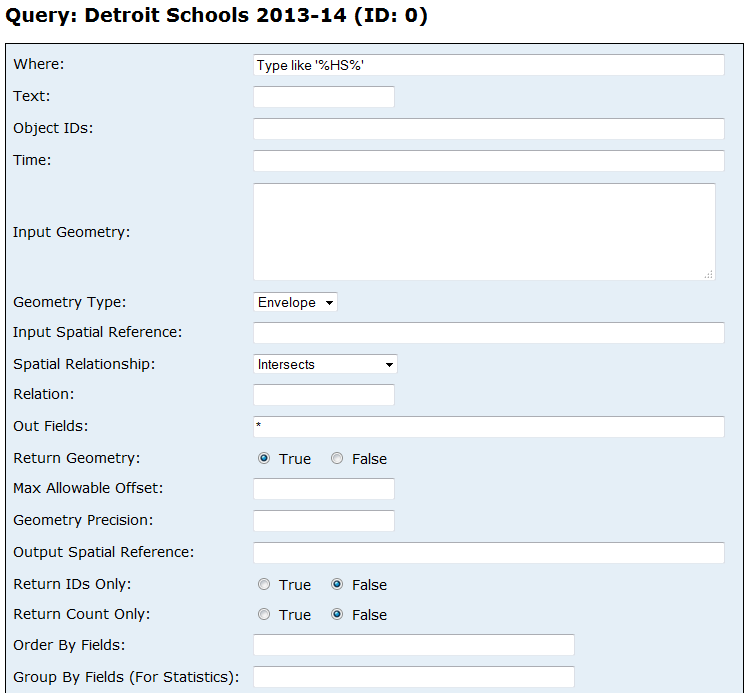 Query: Detroit Schools 2013-14 (ID: 0)
Where: Type like '%HS%'
Text:
Object IDs:
Time:
Input Geometry:
Geometry Type: Envelope
Input Spatial Reference:
Spatial Relationship: Intersects
Relation:
Out Fields: *
Return Geometry: True False
Max Allowable Offset:
Geometry Precision:
Output Spatial Reference:
Return IDs Only: True False
Return Count Only: True False
Order By Fields:
Group By Fields (For Statistics):